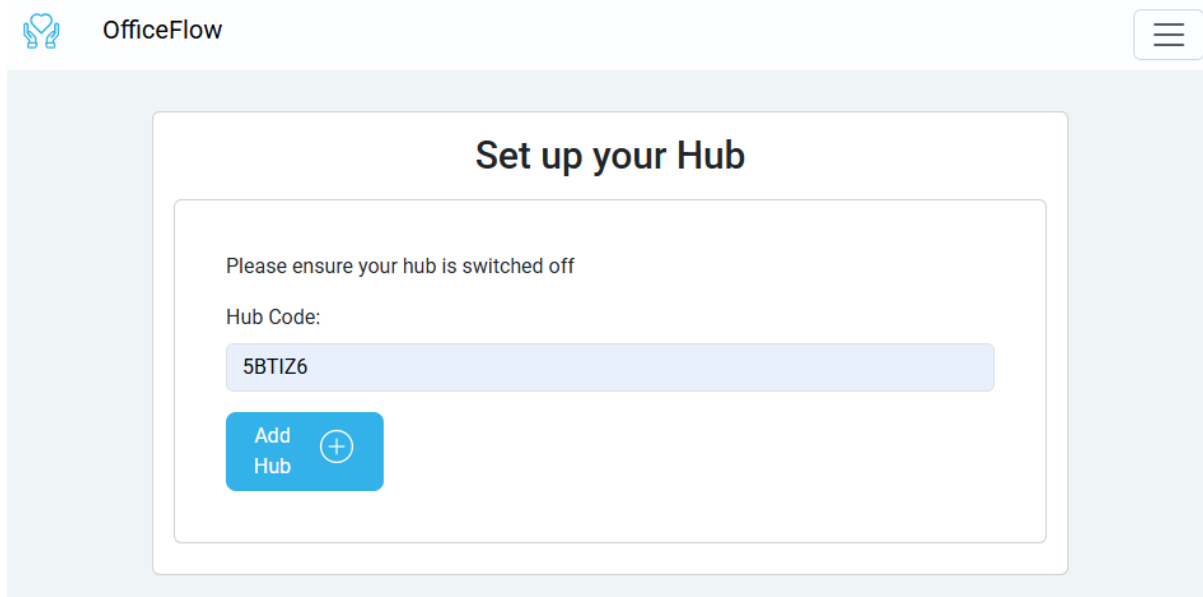 OfficeFlow
Set up your Hub
Please ensure your hub is switched off
Hub Code:
5BTIZ6
Add
Hub